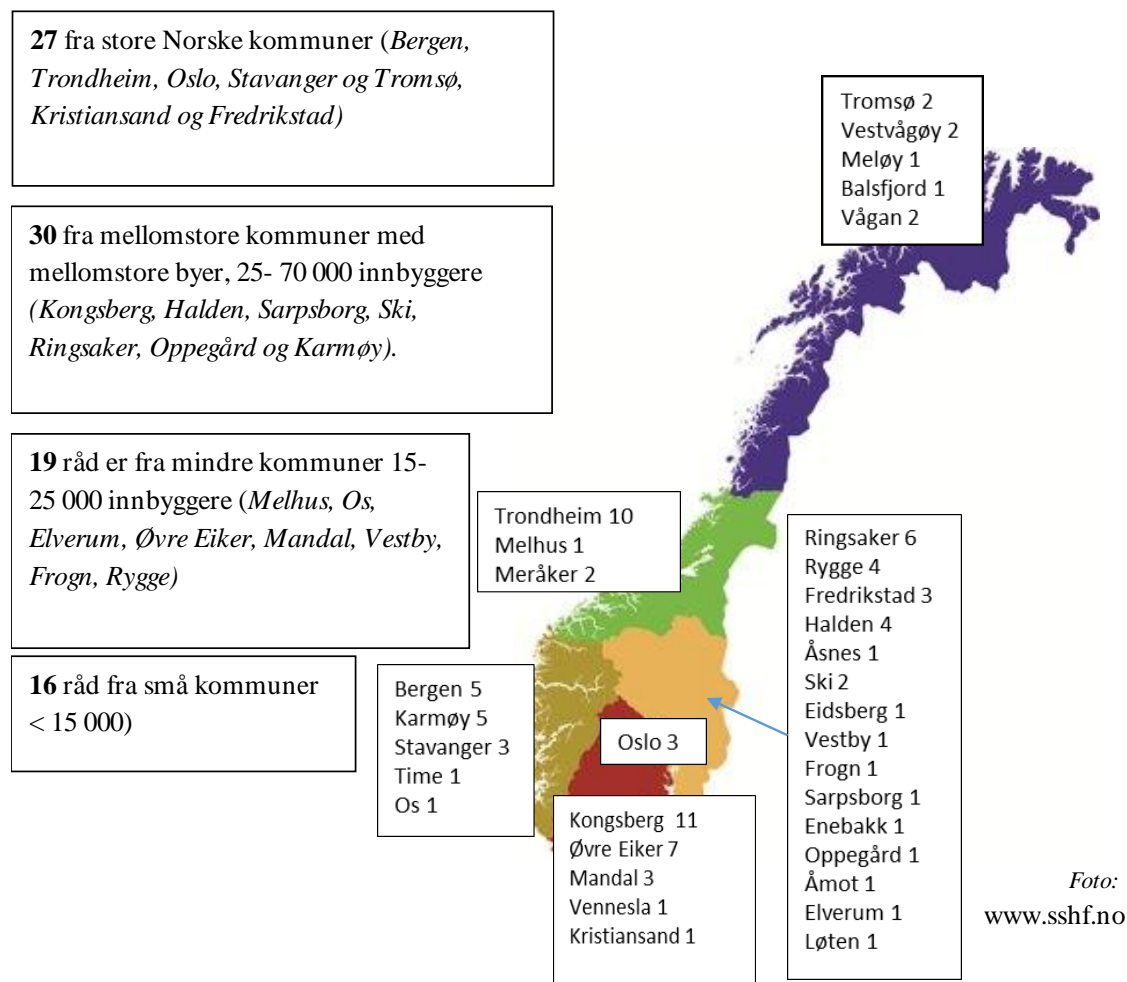 27 fra store Norske kommuner (Bergen,
Trondheim, Oslo, Stavanger og Tromsø,
Kristiansand og Fredrikstad)
30 fra mellomstore kommuner med
mellomstore byer, 25- 70 000 innbyggere
(Kongsberg, Halden, Sarpsborg, Ski,
Ringsaker, Oppegård og Karmøy).
19 råd er fra mindre kommuner 15-
25 000 innbyggere (Melhus, Os,
Elverum, Øvre Eiker, Mandal, Vestby,
Frogn, Rygge)
16 råd fra små kommuner
< 15 000)
Tromsø 2
Vestvågøy 2
Meløy 1
Balsfjord 1
Vågan 2
Trondheim 10
Melhus 1
Meråker 2
Bergen 5
Karmøy 5
Stavanger 3
Time 1
Os 1
Oslo 3
Kongsberg 11
Øvre Eiker 7
Mandal 3
Vennesla 1
Kristiansand 1
Ringsaker 6
Rygge 4
Fredrikstad 3
Halden 4
Åsnes 1
Ski 2
Eidsberg 1
Vestby 1
Frogn 1
Sarpsborg 1
Enebakk 1
Oppegård 1
Åmot 1
Elverum 1
Løten 1
Foto:
www.sshf.no